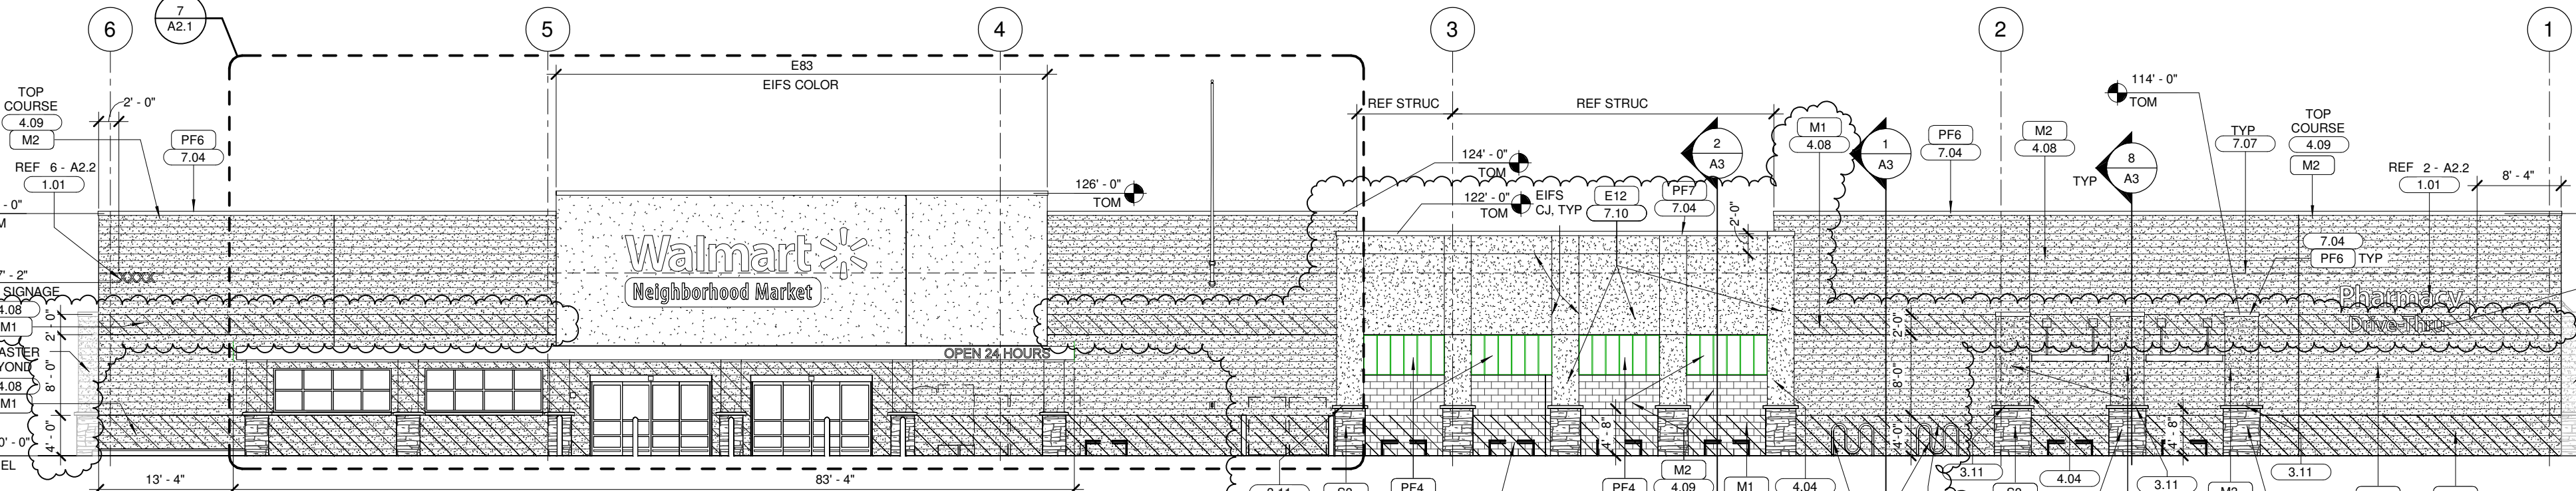 7
A2.1
6
5
4
3
2
1
E83
EIFS COLOR
TOP
COURSE
4.09
M2
2' - 0"
PF6
7.04
REF 6 - A2.2
1.01
- 0"
SIGNAGE
4.08
M1
2' - 0"
8' - 0"
4.08
M1
4' - 0"
13' - 4"
83' - 4"
XXXX
Walmart
Neighborhood Market
OPEN 24 HOURS
126' - 0"
TOM
REF STRUC
REF STRUC
124' - 0"
TOM
122' - 0"
TOM
EIFS
CJ, TYP
E12
7.10
PF7
7.04
2'-0"
2
A3
M1
4.08
1
A3
PF6
7.04
M2
4.08
TYP
8
A3
114' - 0"
TOM
TYP
7.07
TOP
COURSE
4.09
M2
REF 2 - A2.2
1.01
8' - 4"
7.04
PF6 TYP
Pharmacy
Drive-Thru
2'-0"
8'-0"
4'-0"
4' - 8"
4' - 8"
PF4
PF4
M2
4.09
M1
4.04
3.11
4.04
3.11
3.11